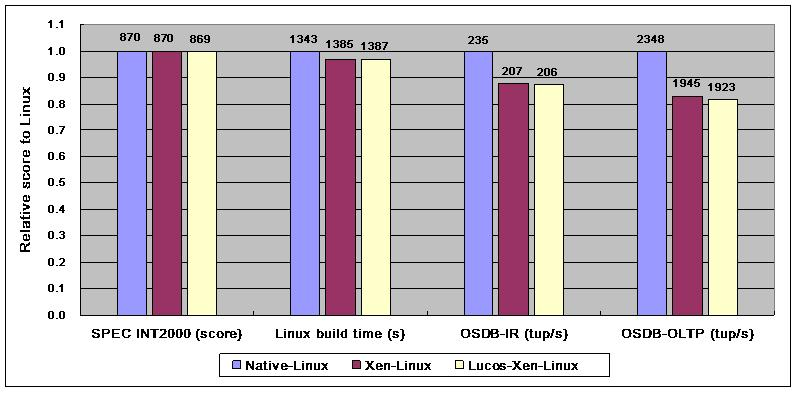 Relative score to Linux
1.1
1.0
0.9
0.8
0.7
0.6
0.5
0.4
0.3
0.2
0.1
0.0
870 870 869
1343 1385 1387
235 207 206
2348 1945 1923
SPEC INT2000 (score} Linux build time (s} OSDB-IR (tup/s} OSDB-OLTP (tup/s}
Native-Linux Xen-Linux Lucos-Xen-Linux